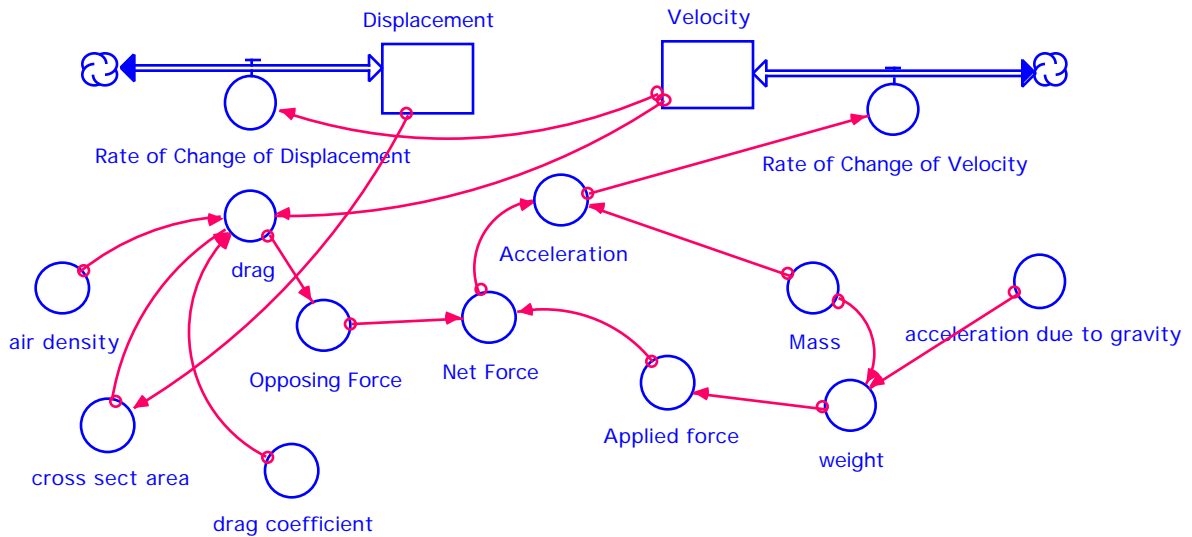 Displacement
Velocity
Rate of Change of Displacement
Rate of Change of Velocity
Acceleration
drag
air density
Mass
acceleration due to gravity
Opposing Force
Net Force
Applied force
weight
cross sect area
drag coefficient